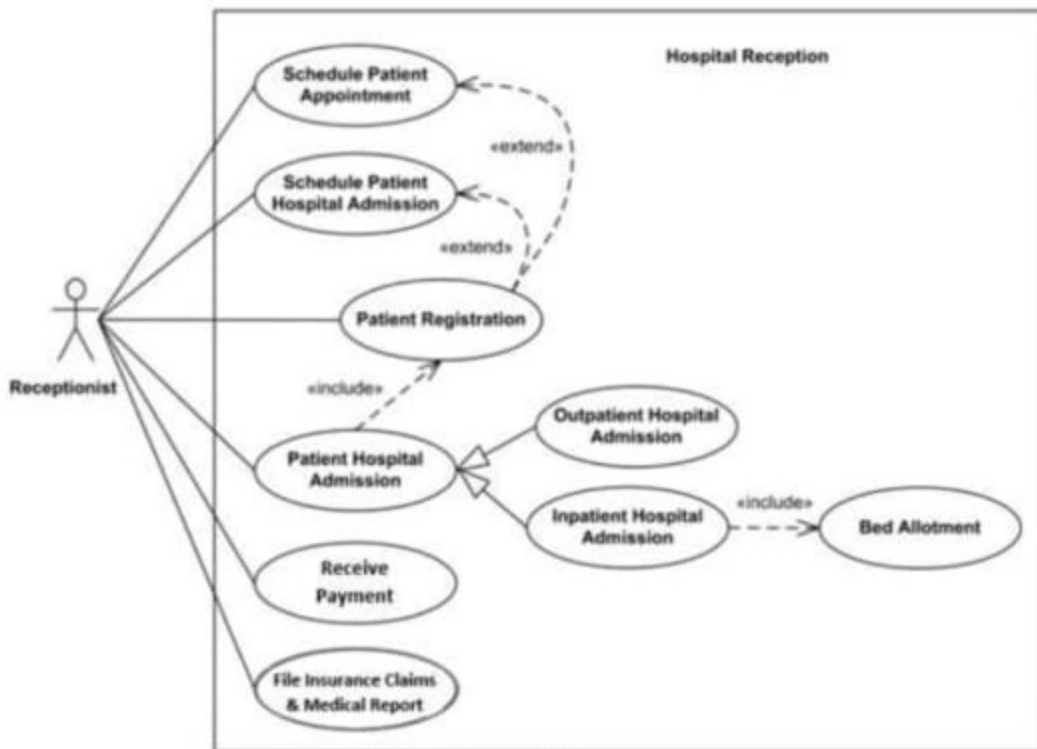 Hospital Reception
Schedule Patient
Appointment
«extend»
Schedule Patient
Hospital Admission
«extend»
Patient Registration
Receptionist
«include»
Outpatient Hospital
Admission
Patient Hospital
Admission
«include»
Inpatient Hospital
Admission
Bed Allotment
Receive
Payment
File Insurance Claims
& Medical Report